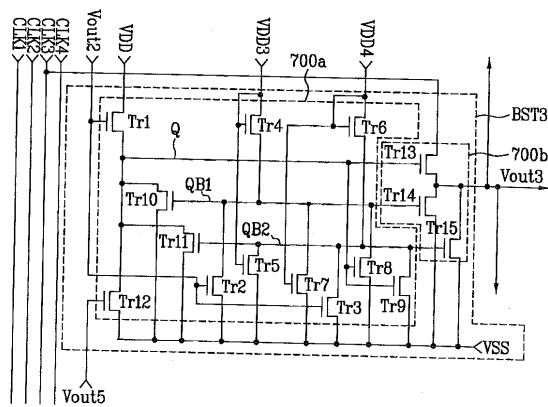 CLK1
CLK2
CLK3
CLK4
Vout2
VDD
VDD3
700a
VDD4
Tr1
Tr4
Tr6
BST3
Q
Tr13
700b
Vout3
Tr10
QB1
Tr14
Tr11
QB2
Tr15
Tr12
Tr2
Tr5
Tr7
Tr3
Tr8
Tr9
VSS
Vout5